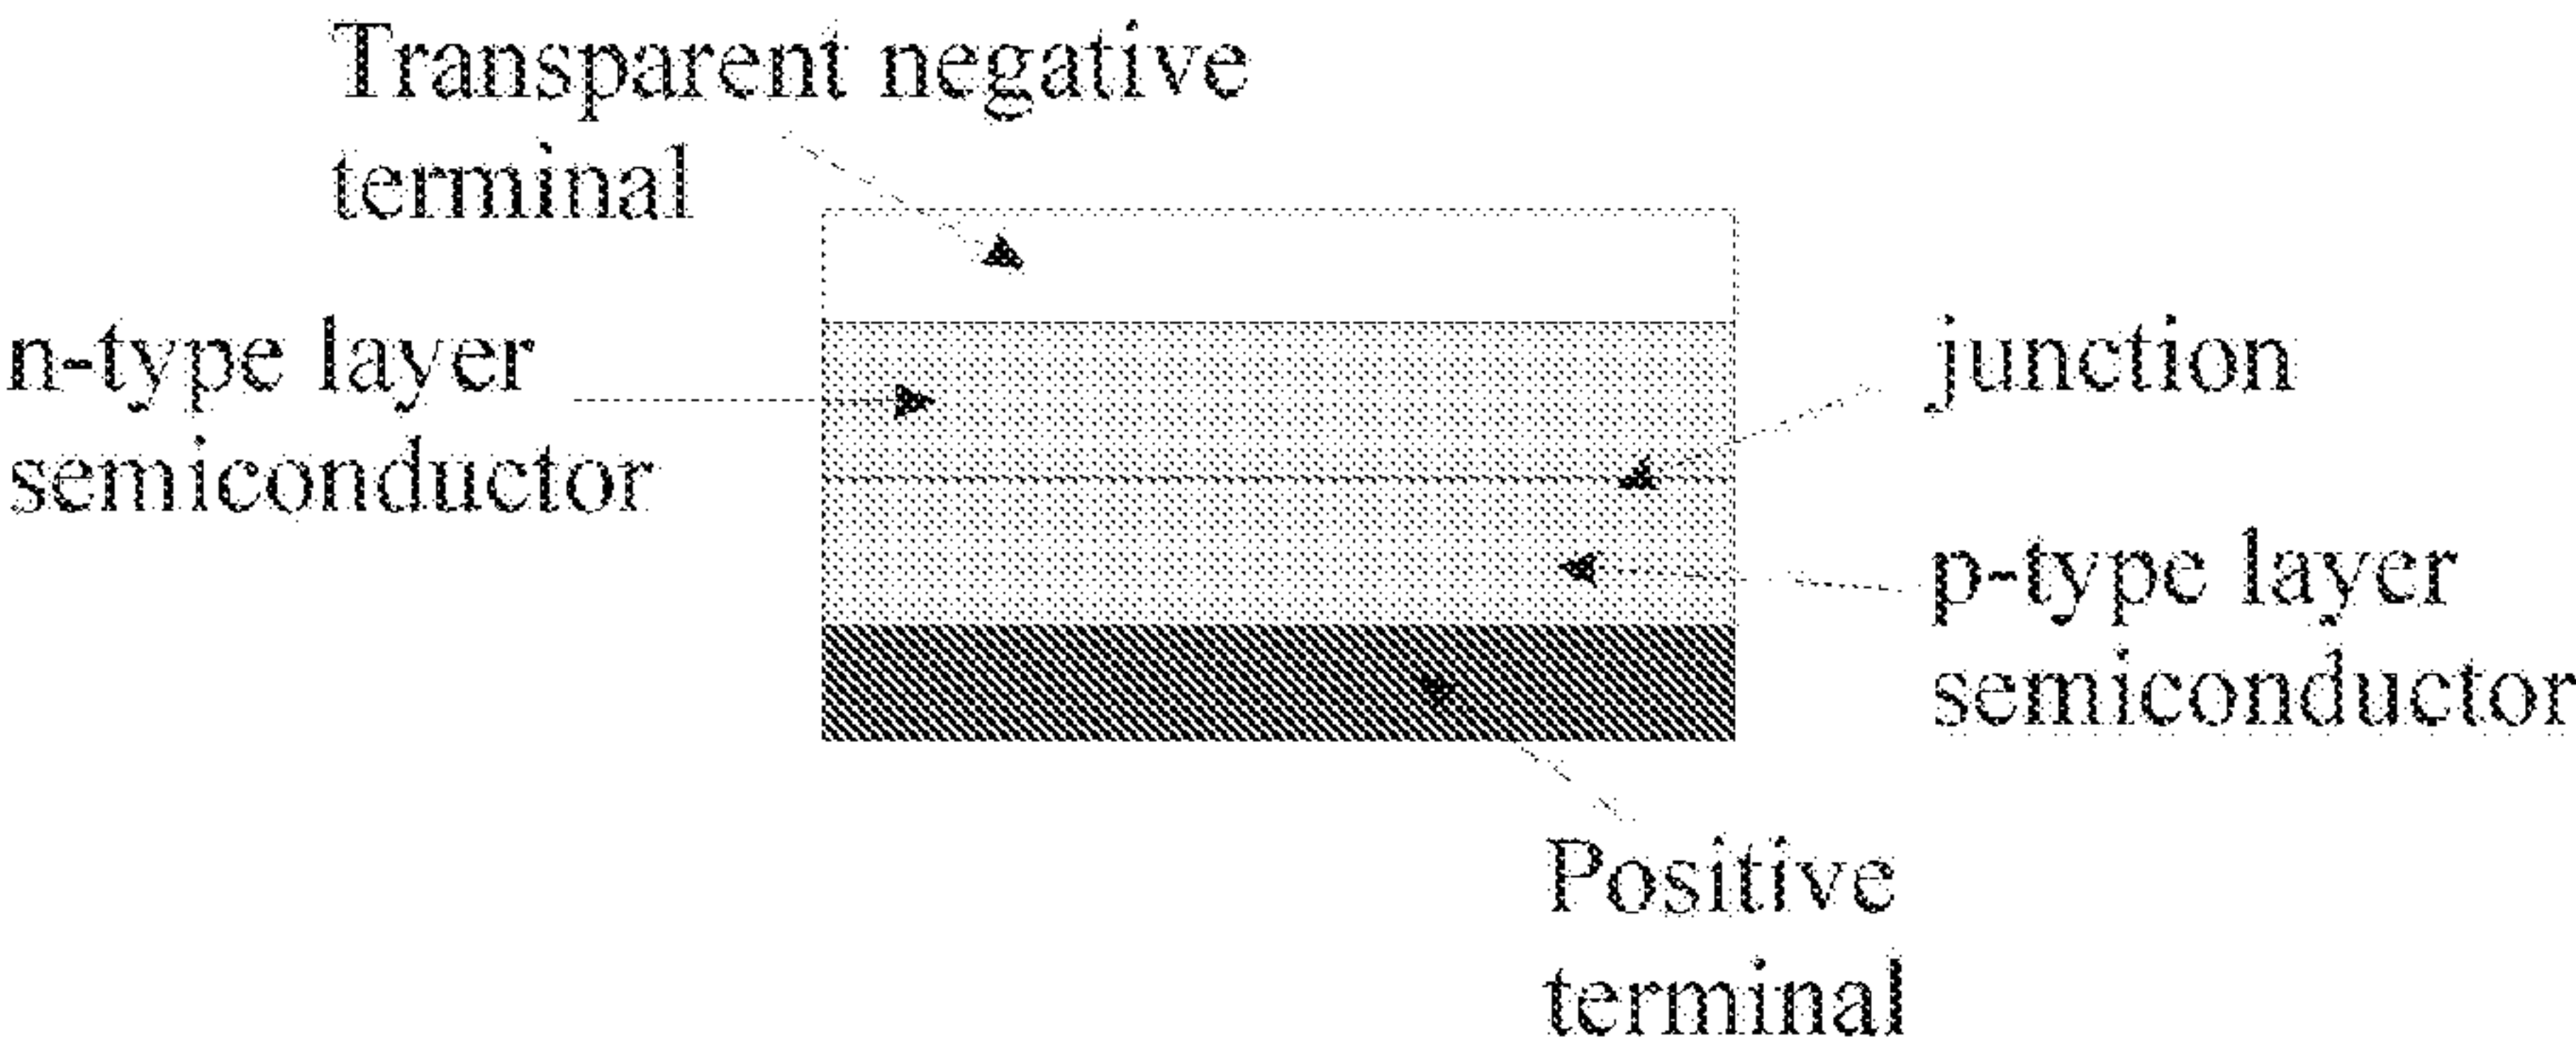 Transparent negative
terminal
n-type layer
semiconductor
junction
p-type layer
semiconductor
Positive
terminal